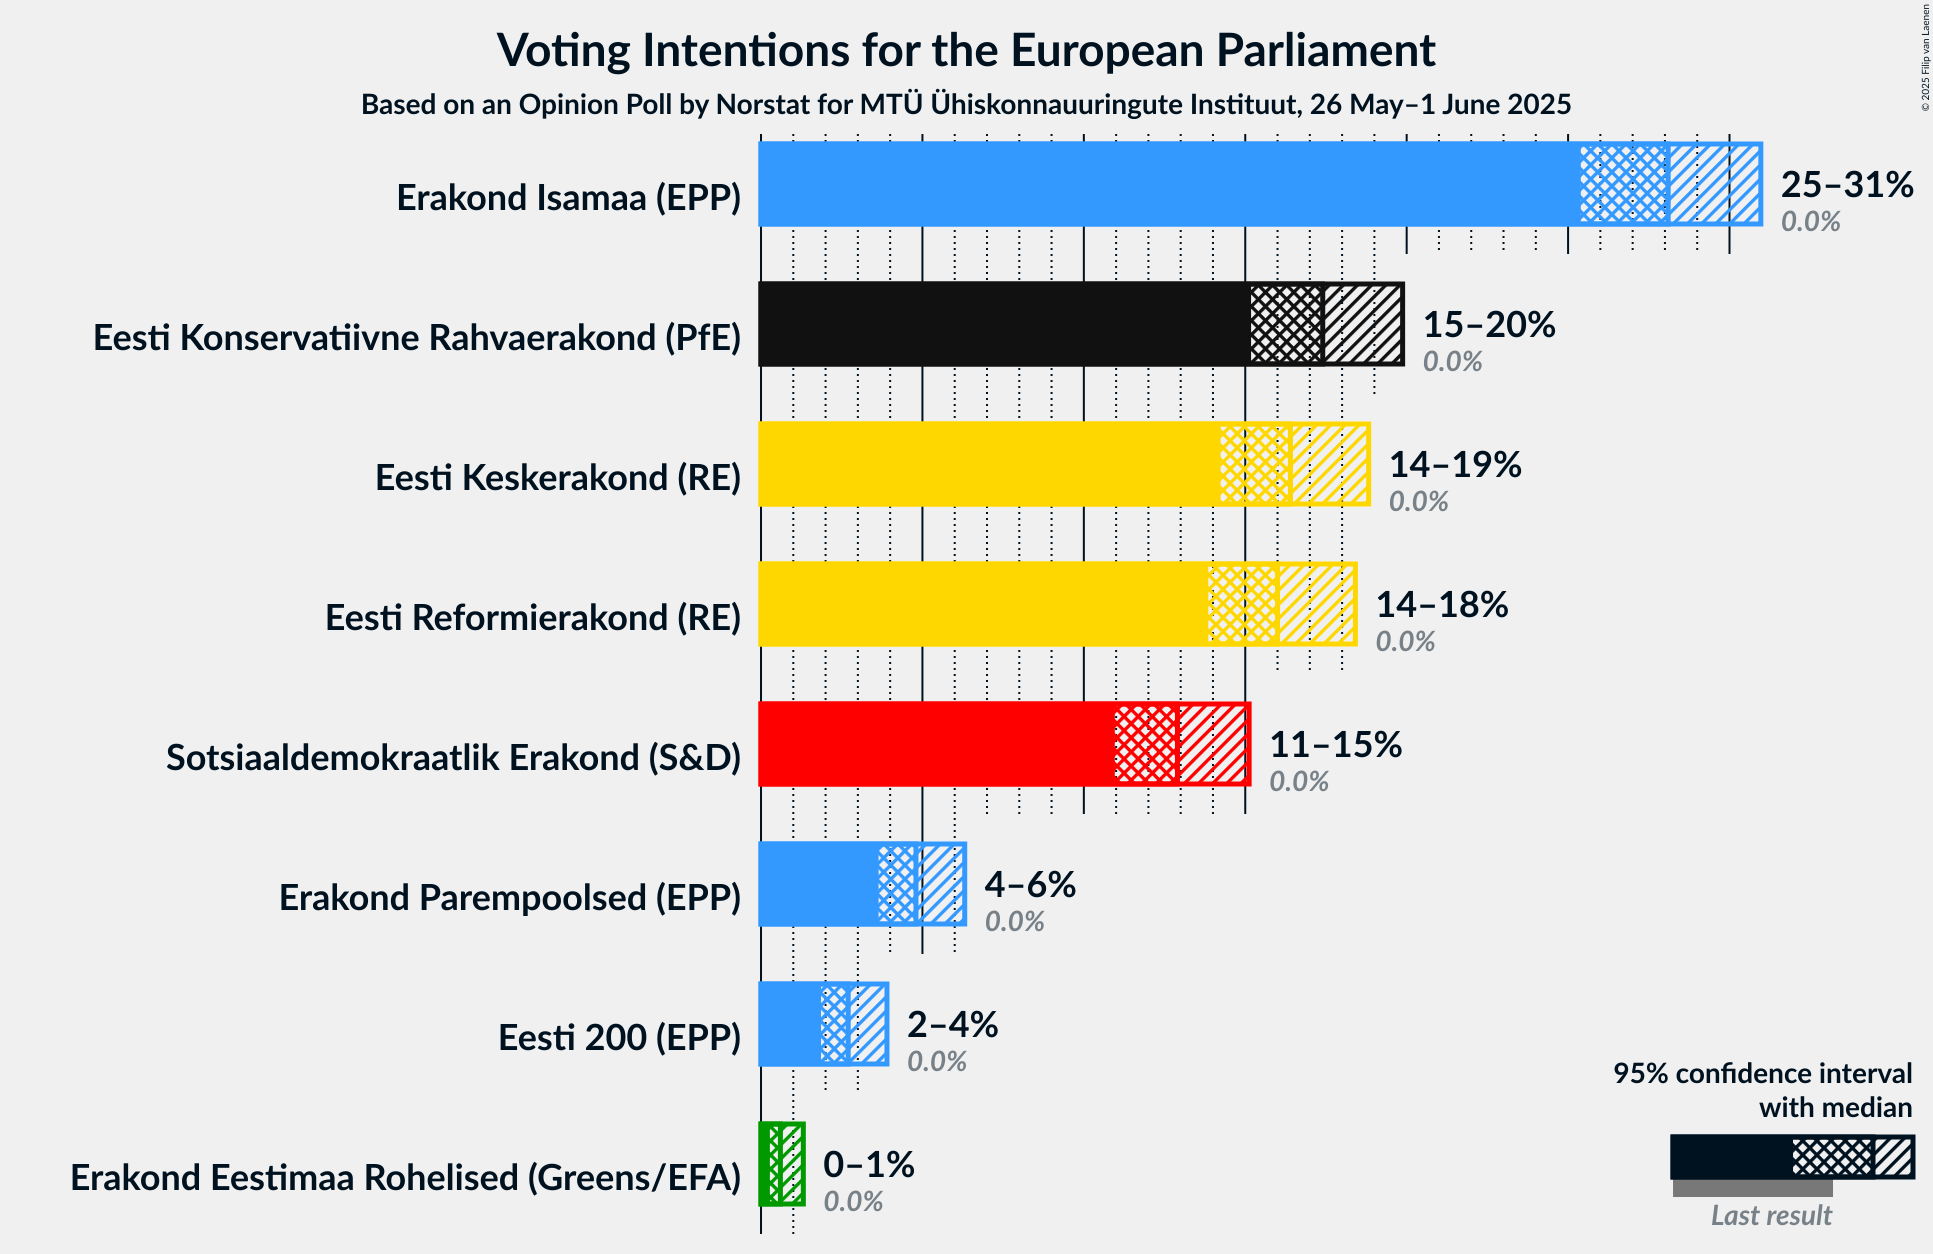 Voting Intentions for the European Parliament
Based on an Opinion Poll by Norstat for MTÜ Ühiskonnauuringute Instituut, 26 May–1 June 2025
© 2025 Filip van Laenen
Erakond Isamaa (EPP)
25–31%
0.0%
Eesti Konservatiivne Rahvaerakond (PfE)
15–20%
0.0%
Eesti Keskerakond (RE)
14–19%
0.0%
Eesti Reformierakond (RE)
14–18%
0.0%
Sotsiaaldemokraatlik Erakond (S&D)
11–15%
0.0%
Erakond Parempoolsed (EPP)
4–6%
0.0%
Eesti 200 (EPP)
2–4%
0.0%
Erakond Eestimaa Rohelised (Greens/EFA)
0–1%
0.0%
95% confidence interval
with median
Last result